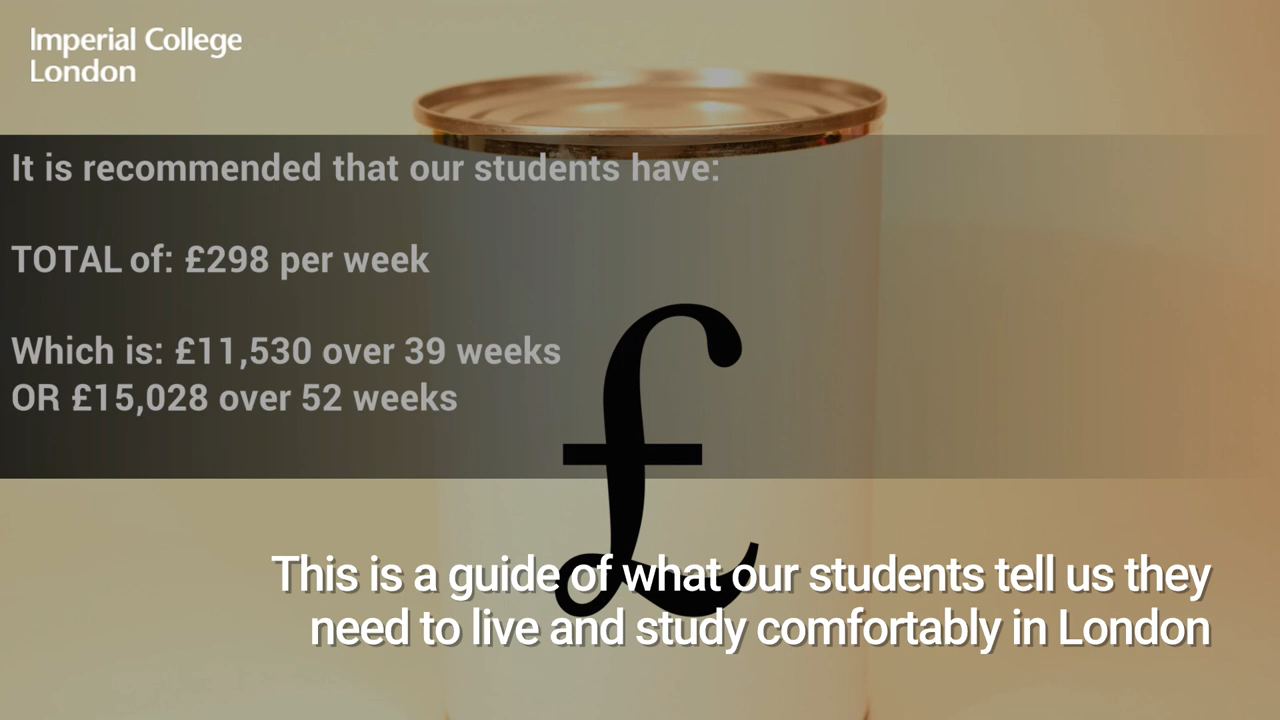 Imperial College
London
It is recommended that our students have:
TOTAL of: £298 per week
Which is: £11,530 over 39 weeks
OR £15,028 over 52 weeks
£
This is a guide of what our students tell us they
need to live and study comfortably in London